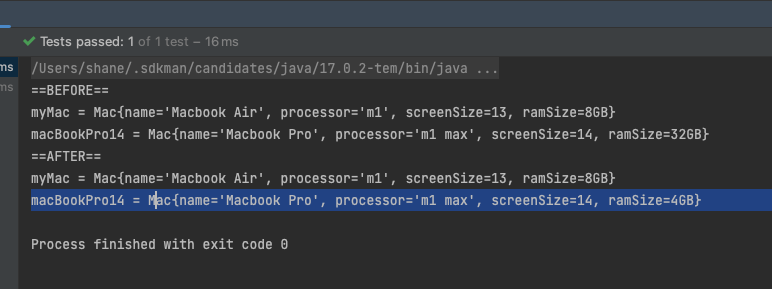 Tests passed: 1 of 1 test – 16 ms
ms
/Users/shane/.sdkman/candidates/java/17.0.2-tem/bin/java ...
ms
==BEFORE==
myMac = Mac{name='Macbook Air', processor='m1', screenSize=13, ramSize=8GB}
macBookPro14 = Mac{name='Macbook Pro', processor='m1 max', screenSize=14, ramSize=32GB}
==AFTER==
myMac = Mac{name='Macbook Air', processor='m1', screenSize=13, ramSize=8GB}
macBookPro14 = Mac{name='Macbook Pro', processor='m1 max', screenSize=14, ramSize=4GB}
Process finished with exit code 0